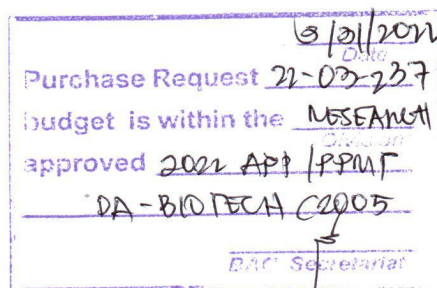 3/31/2022
Date
Purchase Request 22-03-237
budget is within the RESEARCH
Division
approved 2022 APP/PPMP
DA-BIOTECH C2005
BAC Secretariat